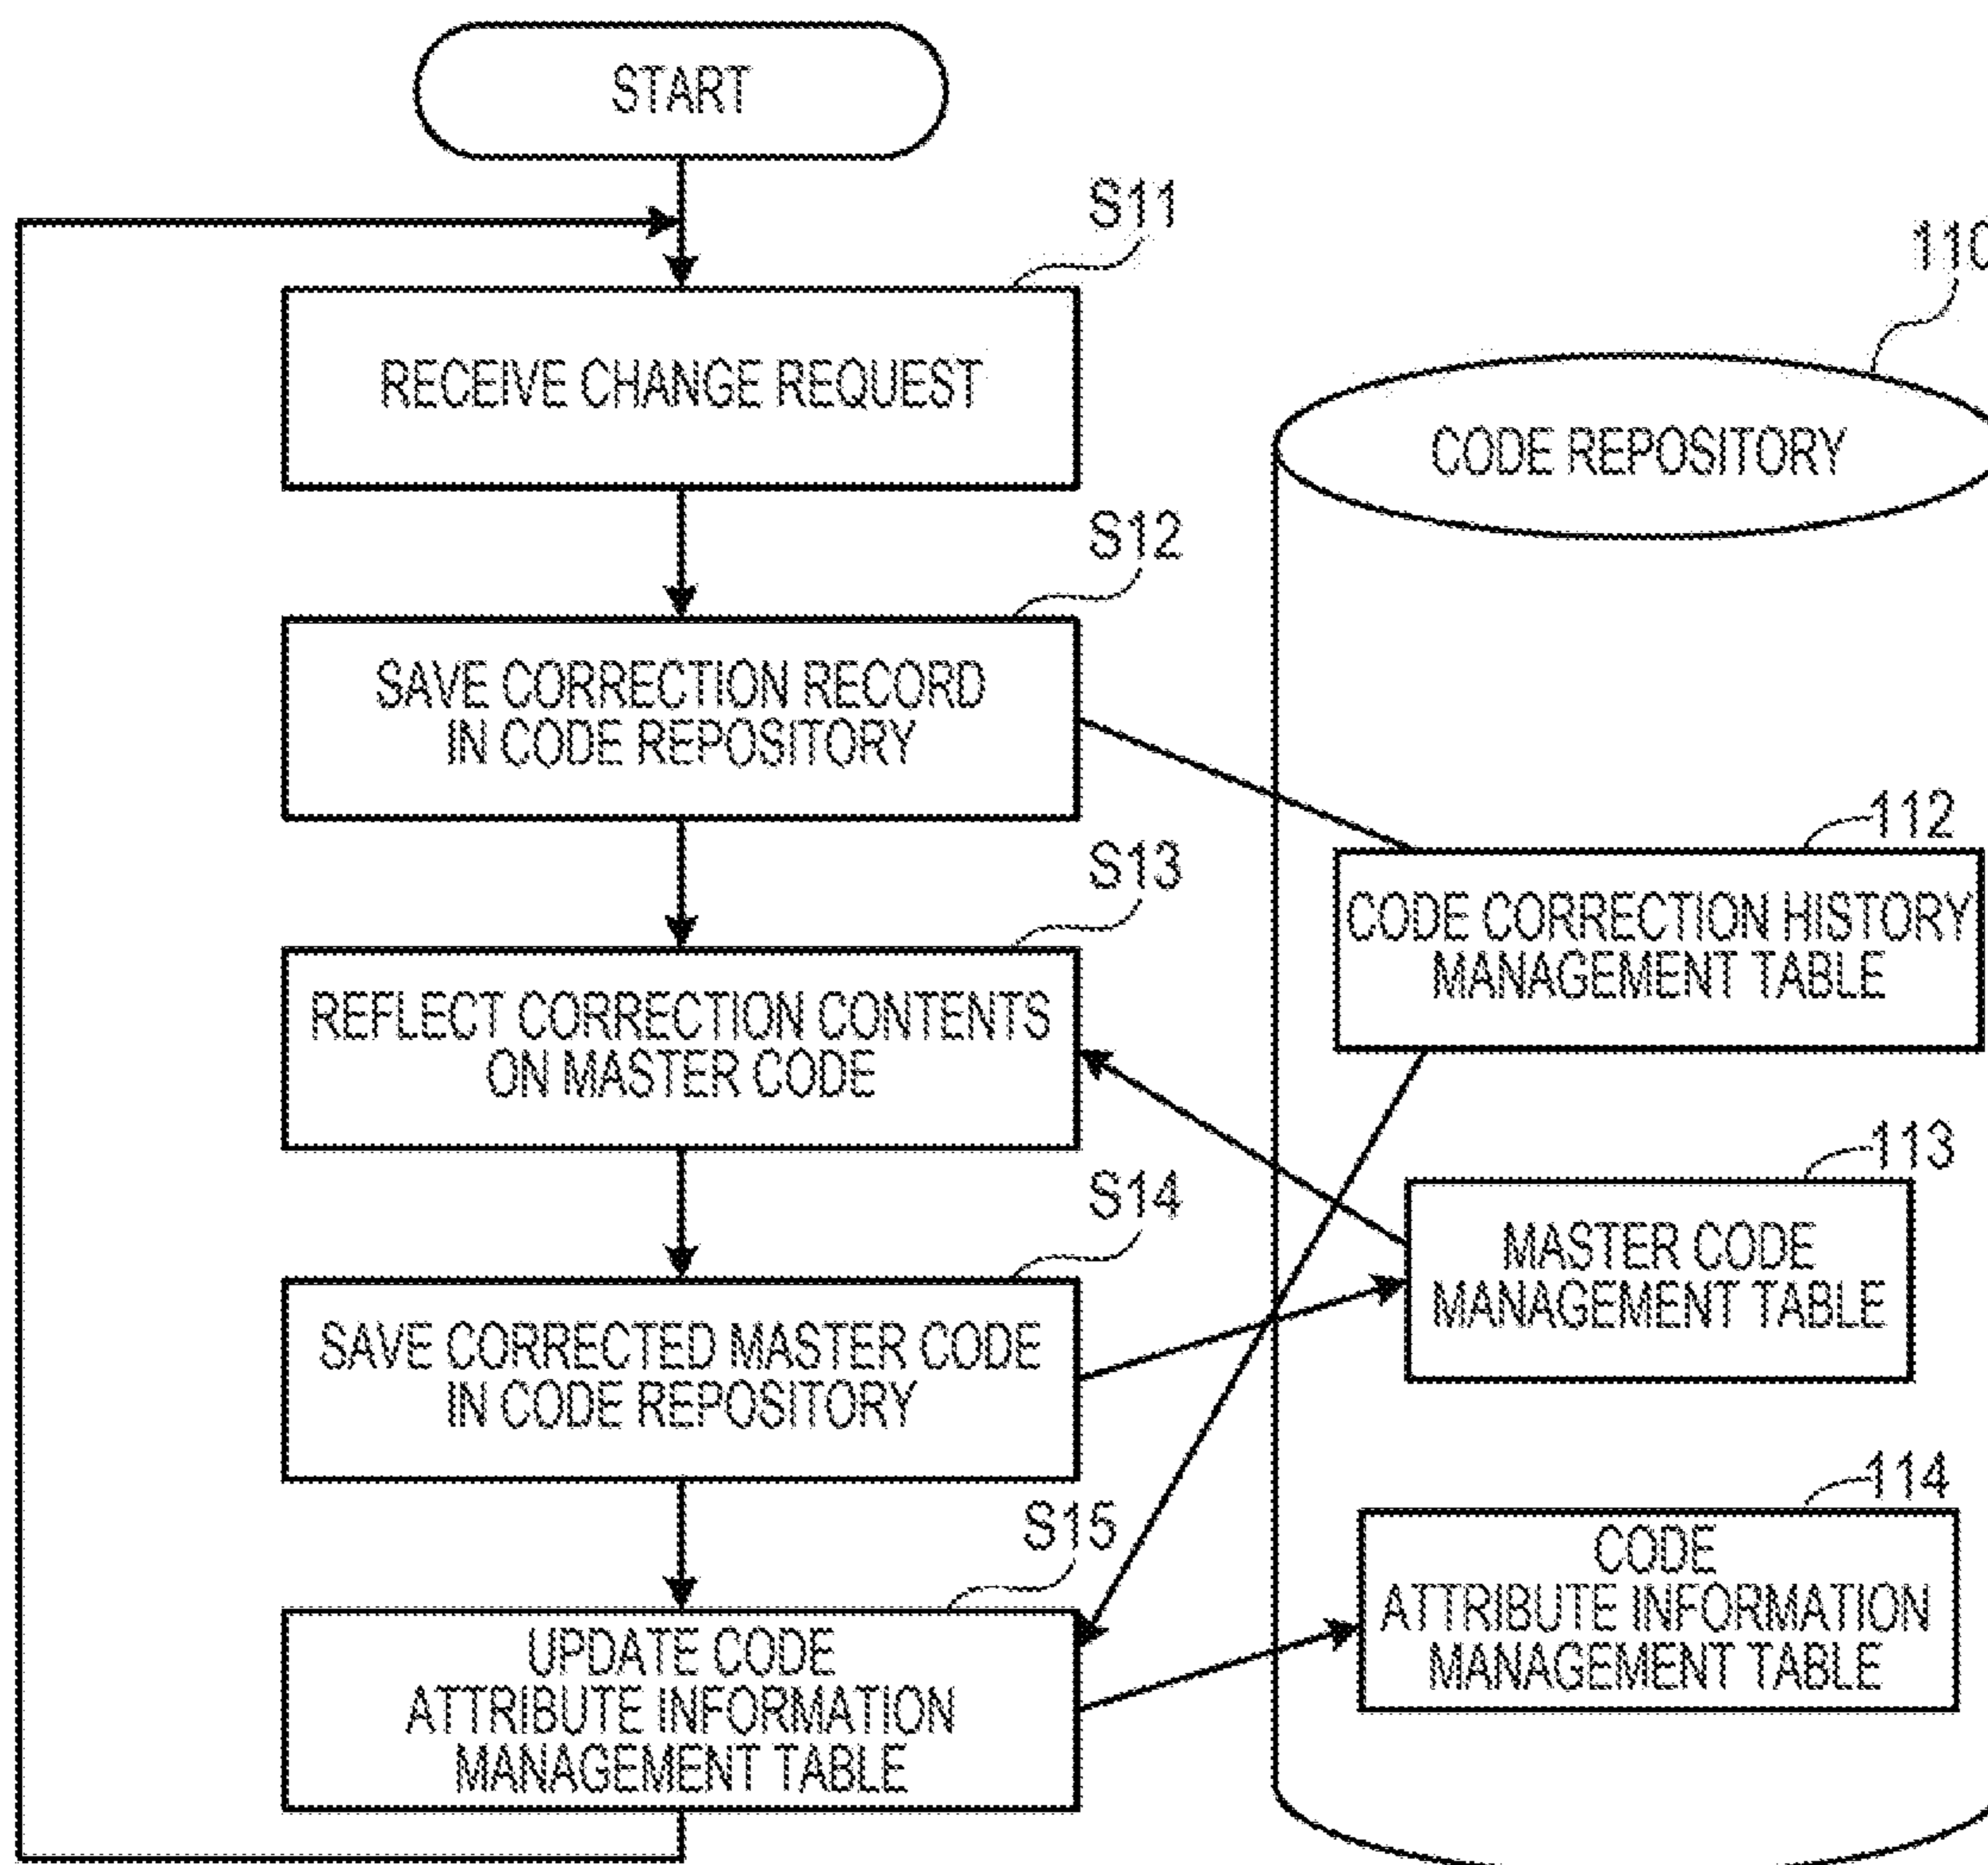 START
S11
RECEIVE CHANGE REQUEST
S12
SAVE CORRECTION RECORD
IN CODE REPOSITORY
S13
REFLECT CORRECTION CONTENTS
ON MASTER CODE
S14
SAVE CORRECTED MASTER CODE
IN CODE REPOSITORY
S15
UPDATE CODE
ATTRIBUTE INFORMATION
MANAGEMENT TABLE
110
CODE REPOSITORY
112
CODE CORRECTION HISTORY
MANAGEMENT TABLE
113
MASTER CODE
MANAGEMENT TABLE
114
CODE
ATTRIBUTE INFORMATION
MANAGEMENT TABLE